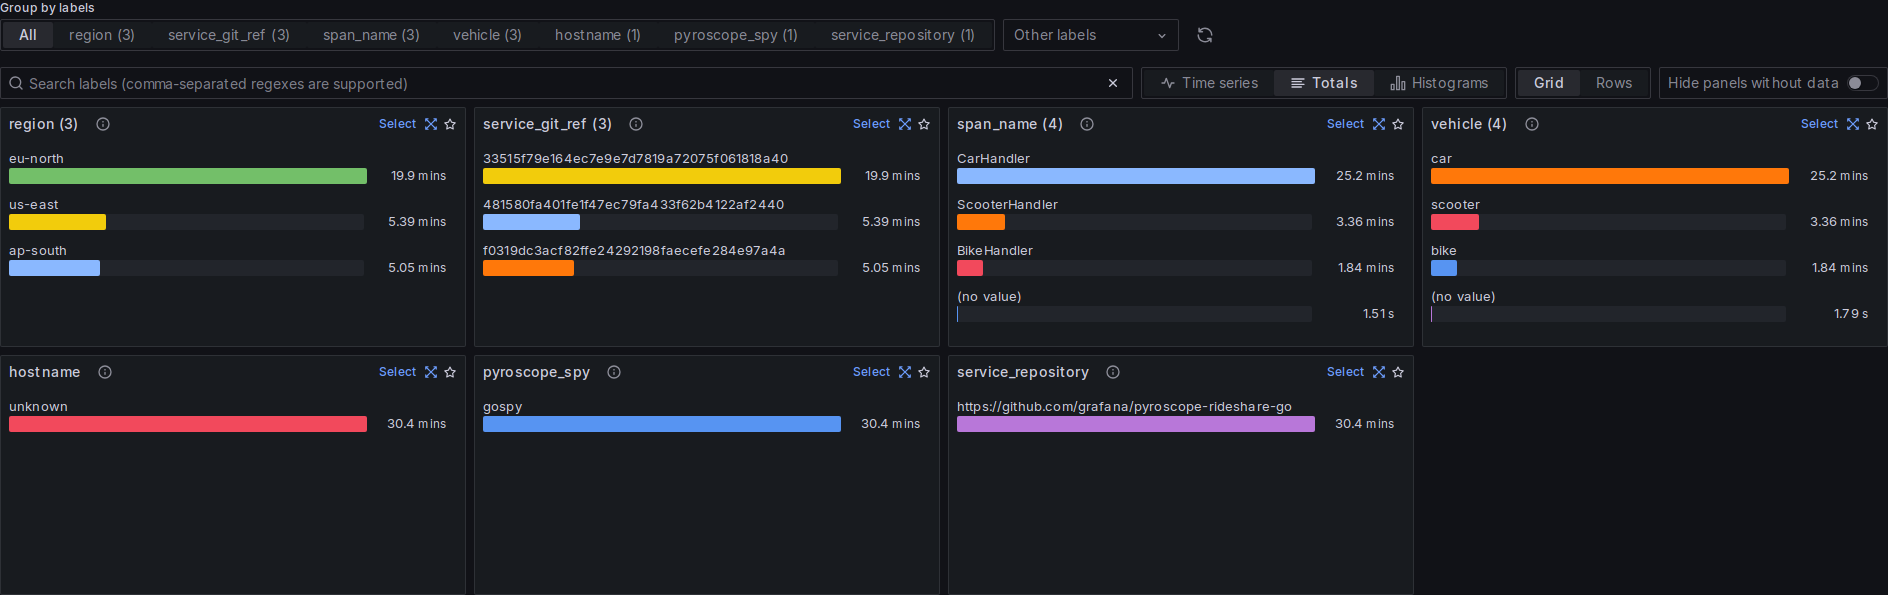 Group by labels
All region (3) service_git_ref (3) span_name (3) vehicle (3) hostname (1) pyroscope_spy (1) service_repository (1) Other labels
Search labels (comma-separated regexes are supported) Time series Totals Histograms Grid Rows Hide panels without data
region (3) Select
eu-north
19.9 mins
us-east
5.39 mins
ap-south
5.05 mins
service_git_ref (3) Select
33515f79e164ec7e9e7d7819a72075f061818a40
19.9 mins
481580fa401fe1f47ec79fa433f62b4122af2440
5.39 mins
f0319dc3acf82ffe24292198faecefe284e97a4a
5.05 mins
span_name (4) Select
CarHandler
25.2 mins
ScooterHandler
3.36 mins
BikeHandler
1.84 mins
(no value)
1.51 s
vehicle (4) Select
car
25.2 mins
scooter
3.36 mins
bike
1.84 mins
(no value)
1.79 s
hostname Select
unknown
30.4 mins
pyroscope_spy Select
gospy
30.4 mins
service_repository Select
https://github.com/grafana/pyroscope-rideshare-go
30.4 mins